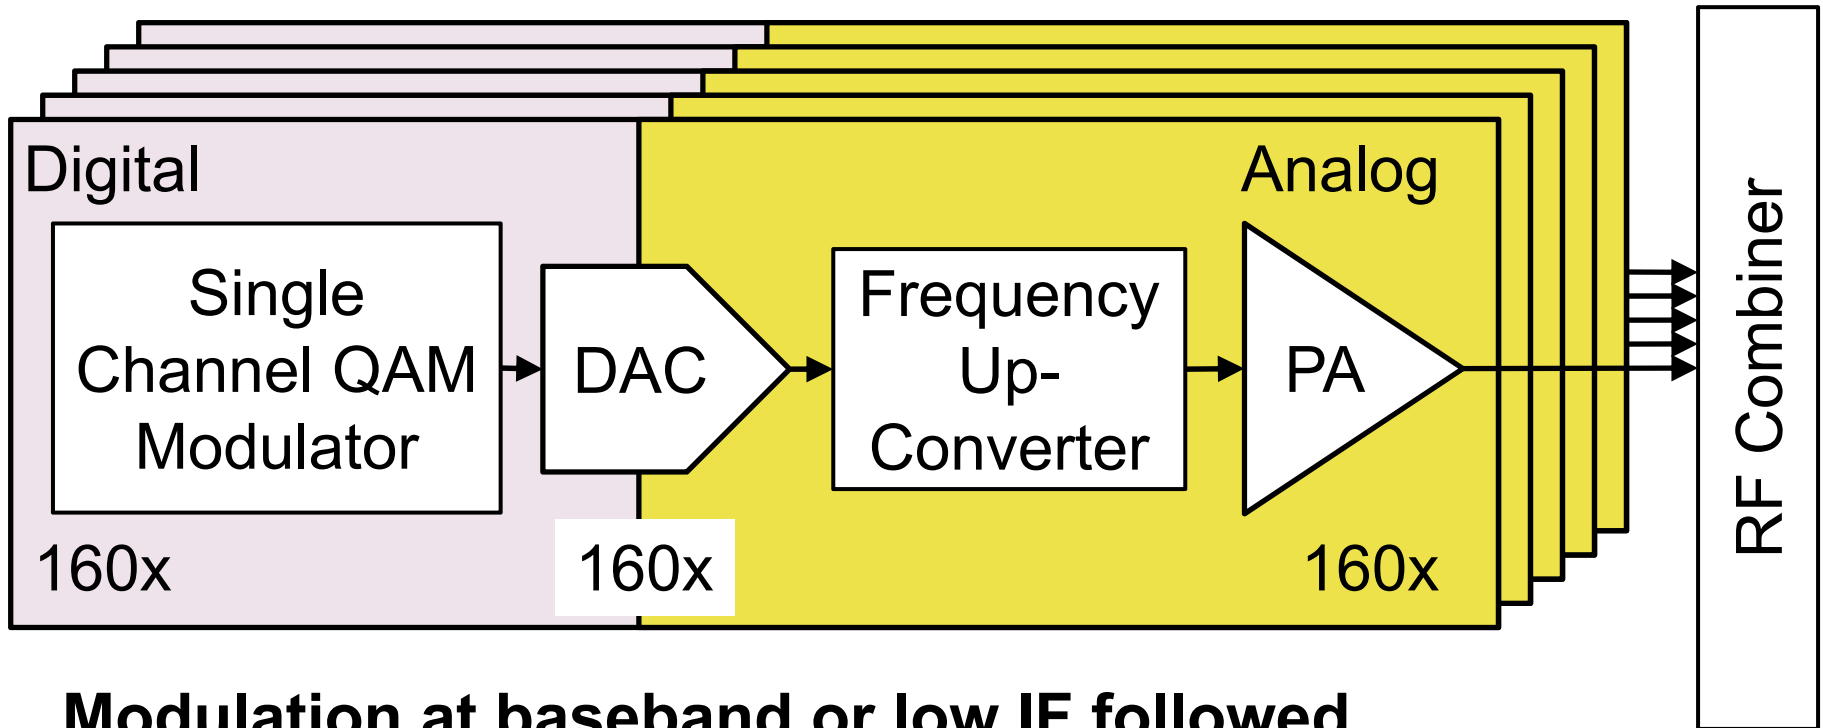 Digital
Analog
Single
Channel QAM
Modulator
DAC
Frequency
Up-
Converter
PA
160x
160x
160x
RF Combiner
Modulation at baseband or low IF followed